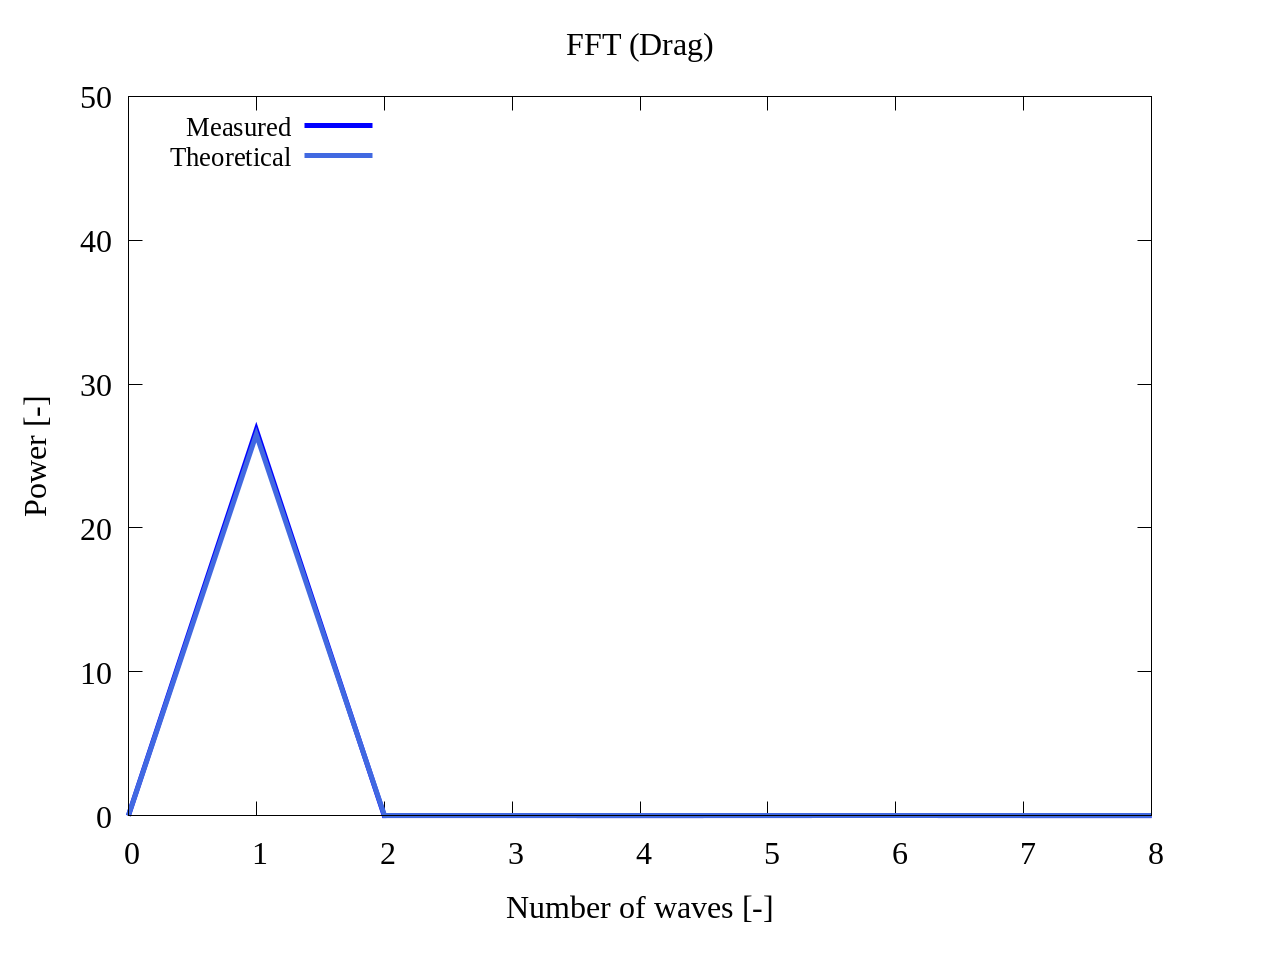 FFT (Drag)
50
Measured
Theoretical
40
30
Power [-]
20
10
0
0 1 2 3 4 5 6 7 8
Number of waves [-]